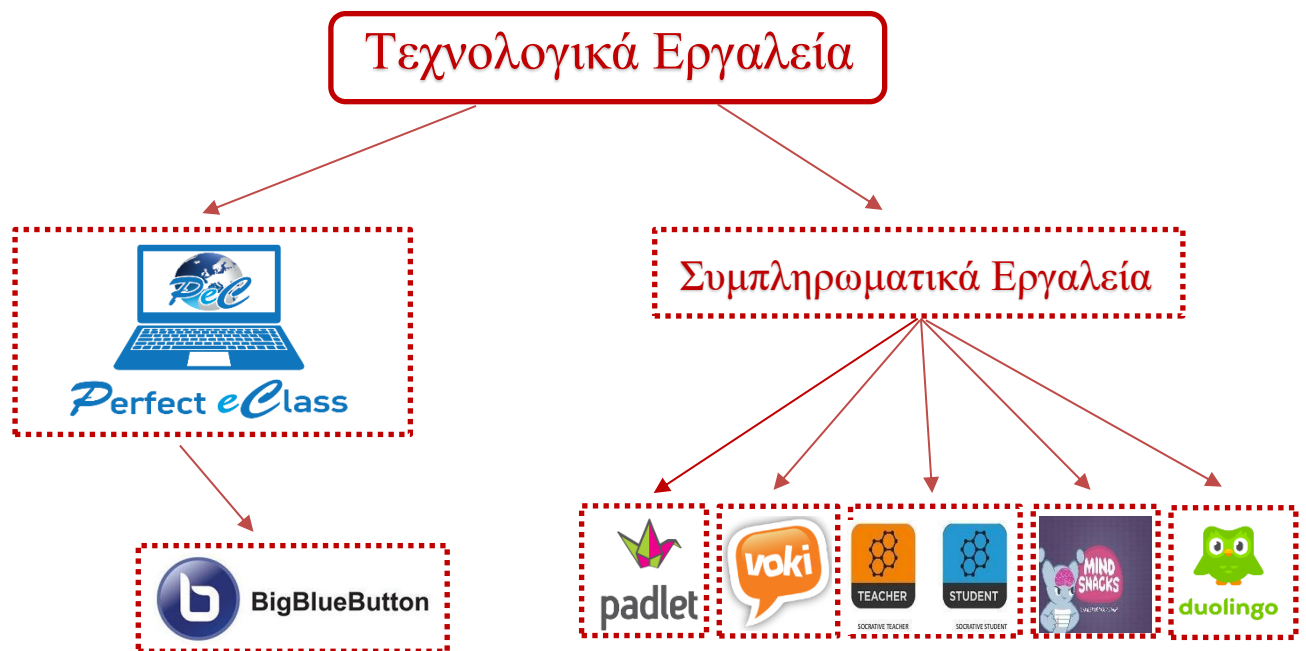 Τεχνολογικά Εργαλεία
PeC
Perfect eClass
Συμπληρωματικά Εργαλεία
b BigBlueButton
padlet
voki
TEACHER
STUDENT
SOCRATIVE TEACHER
SOCRATIVE STUDENT
MIND
SNACKS
duolingo